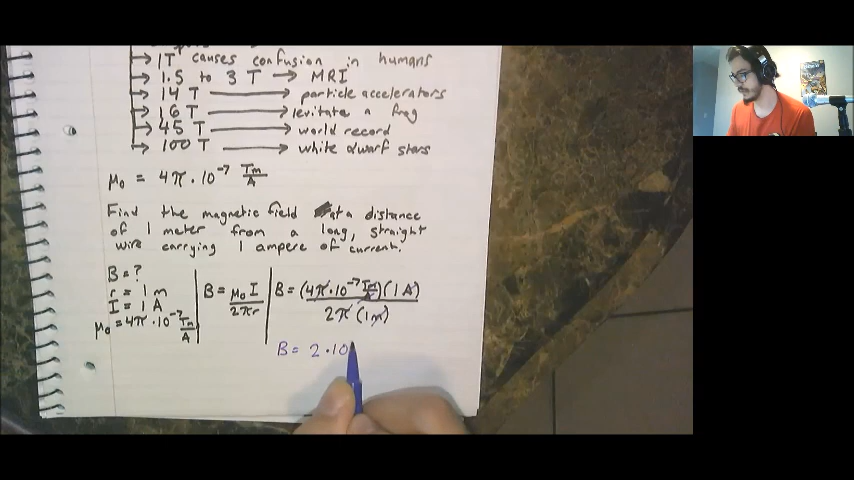 1T causes confusion in humans
1.5 to 3 T → MRI
14 T → particle accelerators
16 T → levitate a frog
45 T → world record
100 T → white dwarf stars
μ₀ = 4π · 10⁻⁷ Tm/A
Find the magnetic field at a distance
of 1 meter from a long, straight
wire carrying 1 ampere of current.
B = ?
r = 1 m
I = 1 A
μ₀ = 4π · 10⁻⁷ Tm/A
B = μ₀ I / 2πr
B = (4π · 10⁻⁷ Tm/A)(1 A) / 2π (1m)
B = 2 · 10